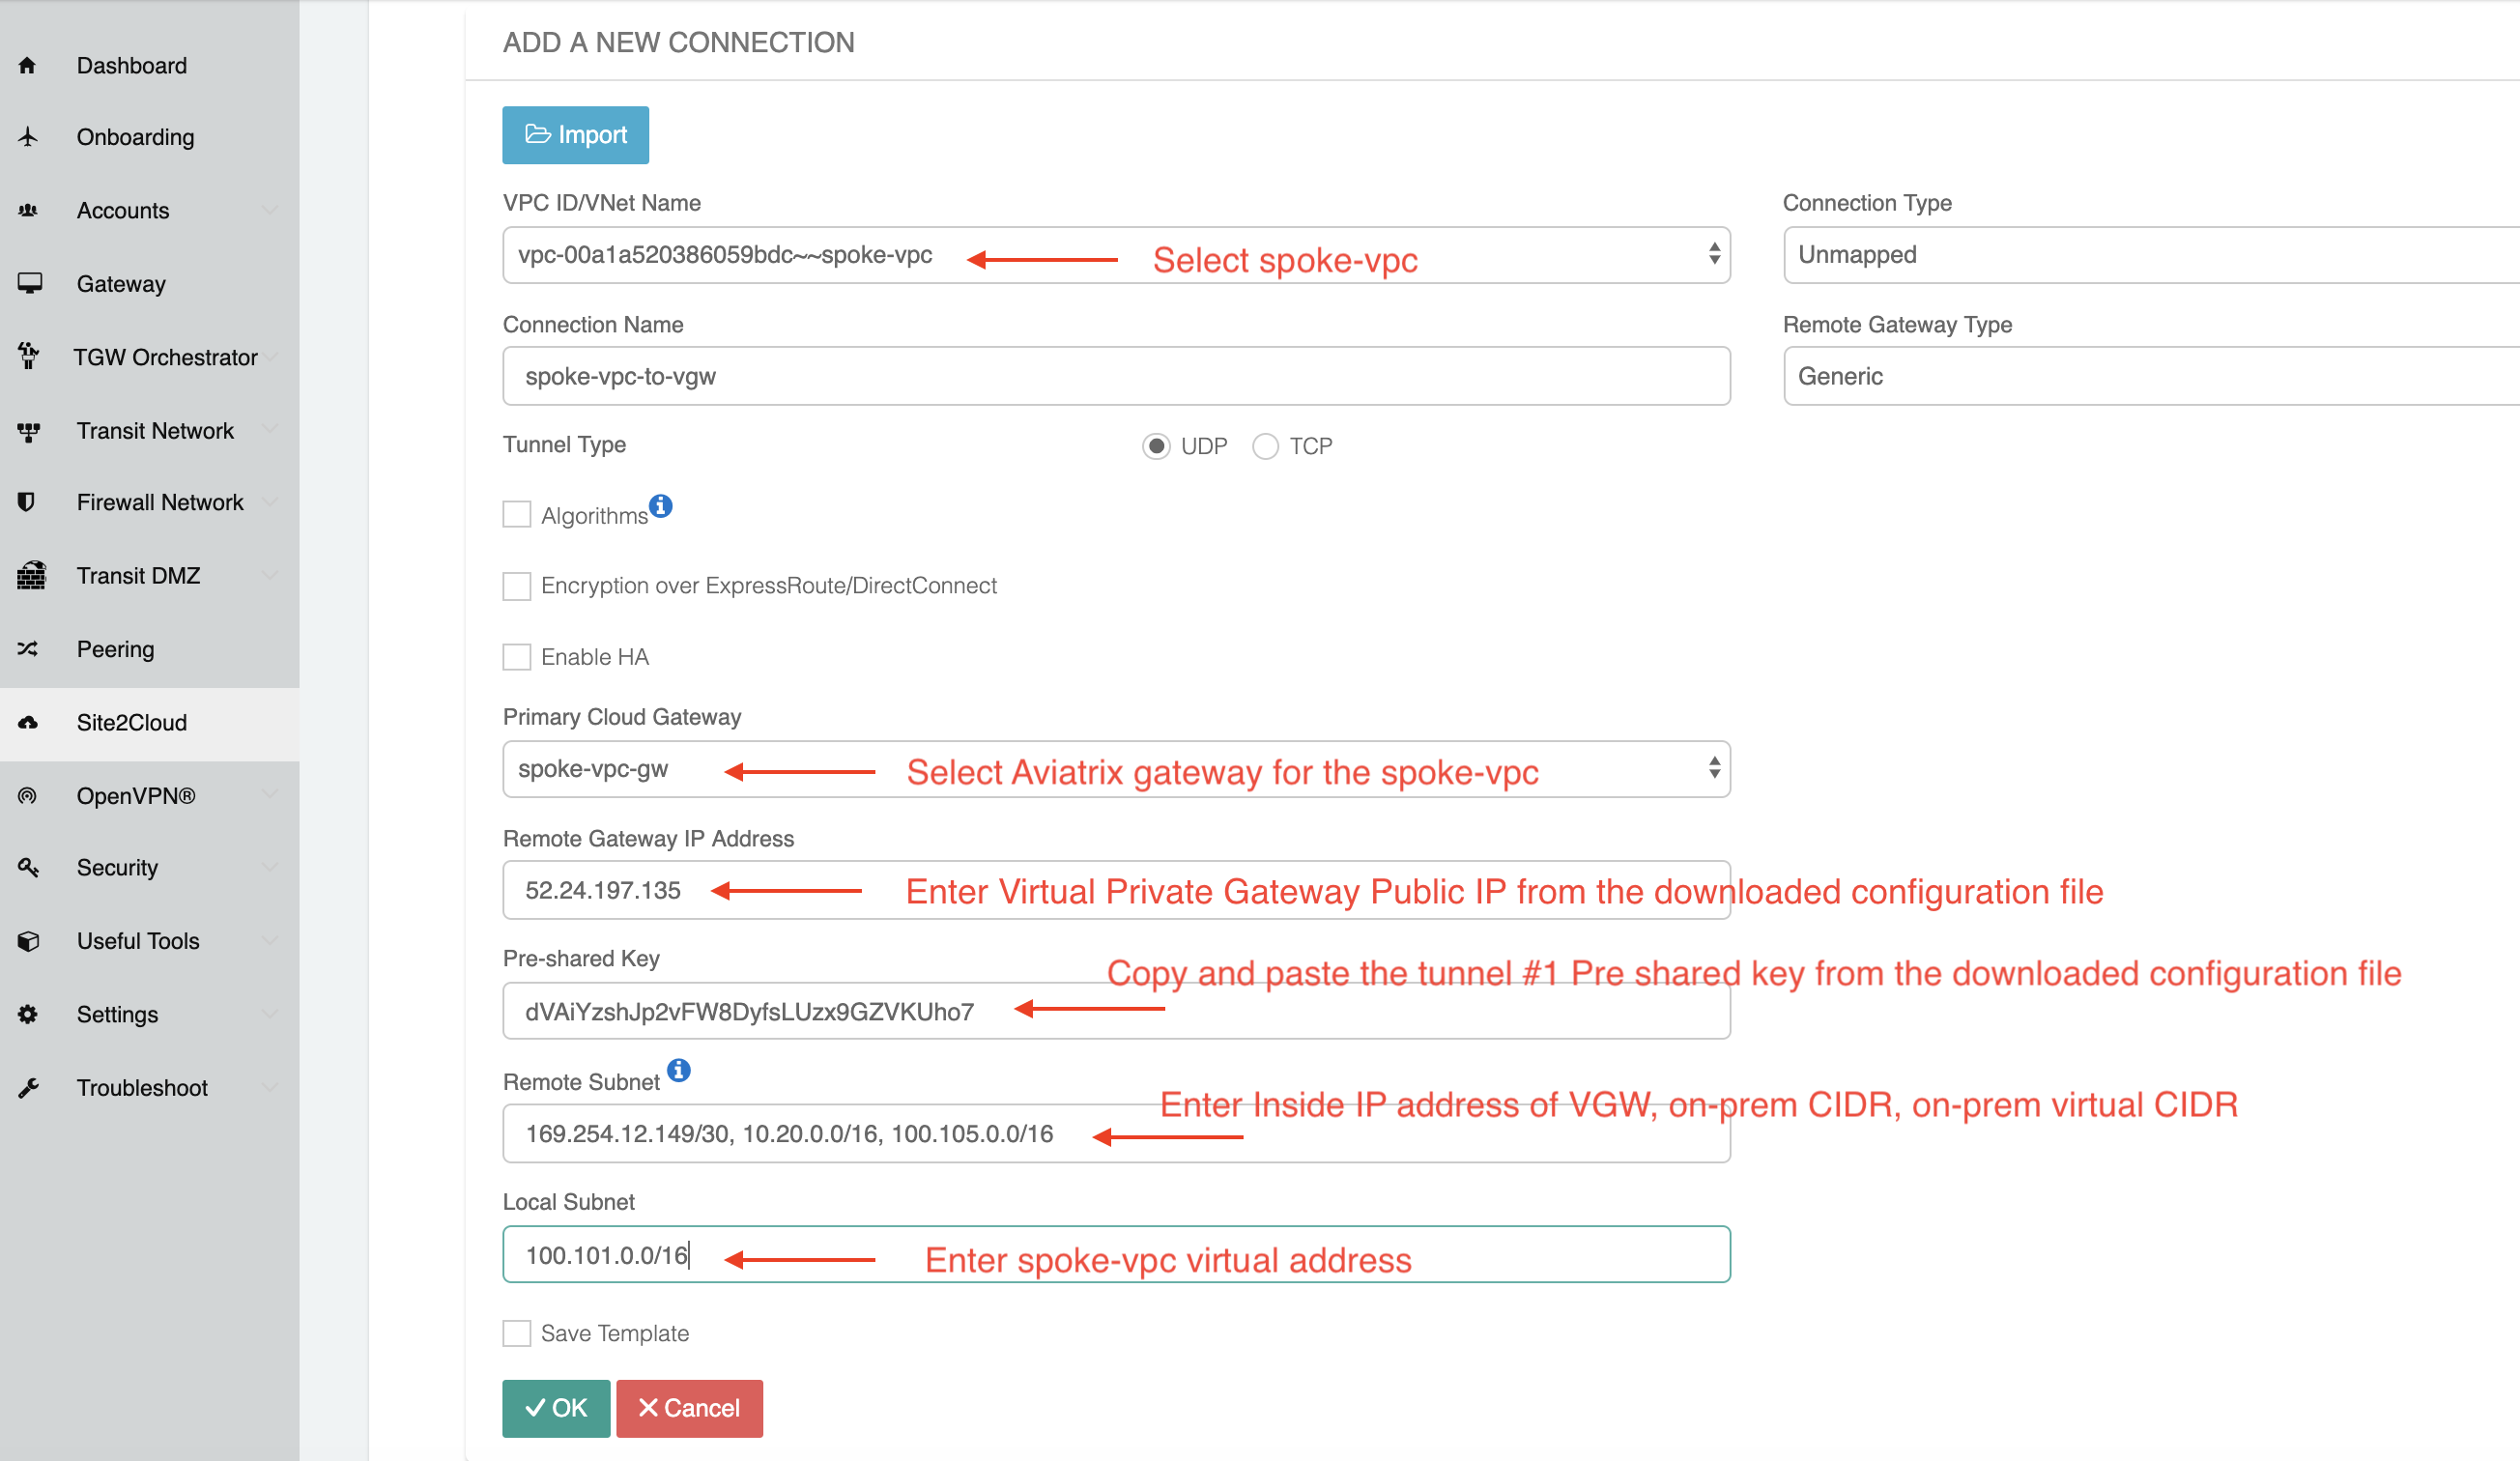 Dashboard
Onboarding
Accounts
Gateway
TGW Orchestrator
Transit Network
Firewall Network
Transit DMZ
Peering
Site2Cloud
OpenVPN®
Security
Useful Tools
Settings
Troubleshoot
ADD A NEW CONNECTION
Import
VPC ID/VNet Name
Connection Type
vpc-00a1a520386059bdc~~spoke-vpc
Select spoke-vpc
Unmapped
Connection Name
Remote Gateway Type
spoke-vpc-to-vgw
Generic
Tunnel Type
UDP
TCP
Algorithms
Encryption over ExpressRoute/DirectConnect
Enable HA
Primary Cloud Gateway
spoke-vpc-gw
Select Aviatrix gateway for the spoke-vpc
Remote Gateway IP Address
52.24.197.135
Enter Virtual Private Gateway Public IP from the downloaded configuration file
Pre-shared Key
Copy and paste the tunnel #1 Pre shared key from the downloaded configuration file
dVAiYzshJp2vFW8DyfsLUzx9GZVKUho7
Remote Subnet
Enter Inside IP address of VGW, on-prem CIDR, on-prem virtual CIDR
169.254.12.149/30, 10.20.0.0/16, 100.105.0.0/16
Local Subnet
100.101.0.0/16
Enter spoke-vpc virtual address
Save Template
OK
Cancel